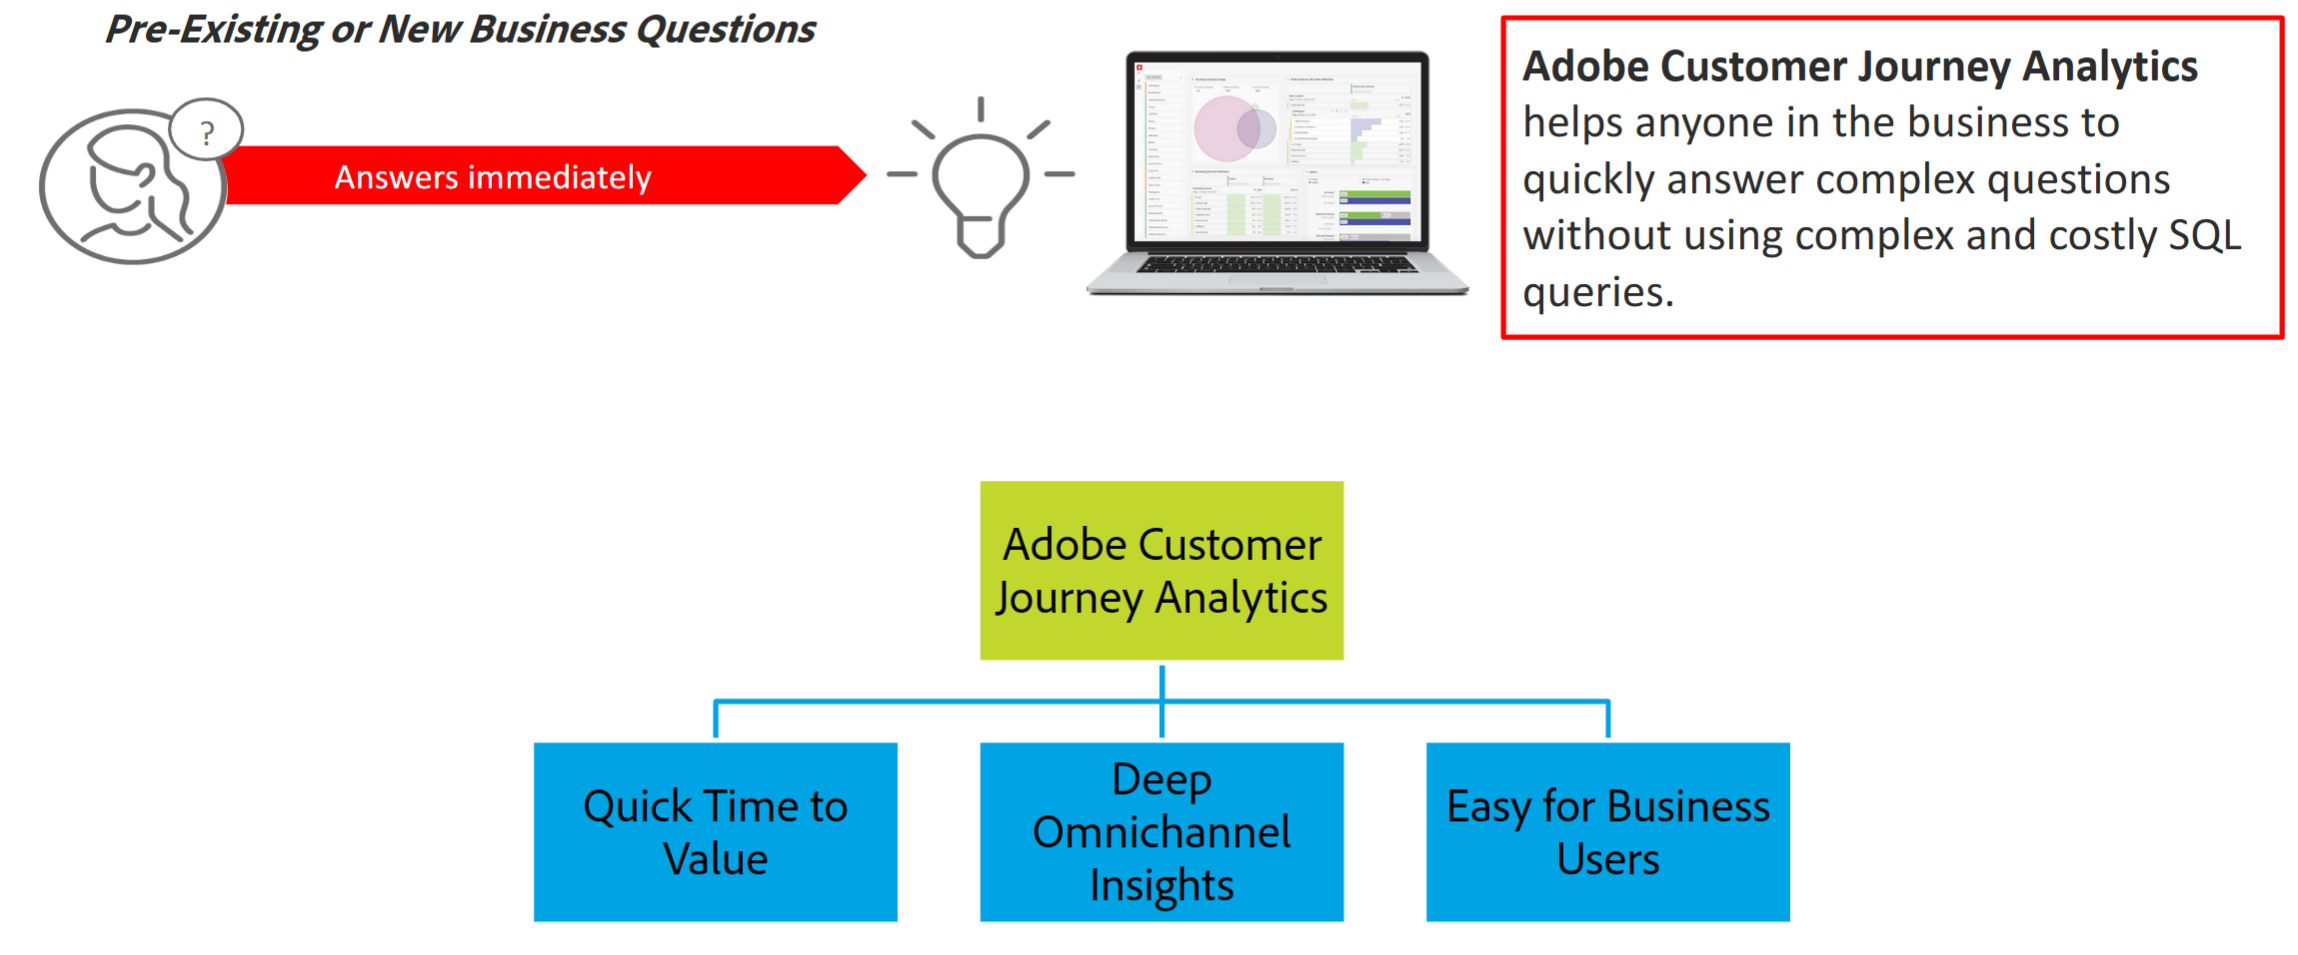 Pre-Existing or New Business Questions
?
Answers immediately
Adobe Customer Journey Analytics
helps anyone in the business to
quickly answer complex questions
without using complex and costly SQL
queries.
Adobe Customer
Journey Analytics
Quick Time to
Value
Deep
Omnichannel
Insights
Easy for Business
Users